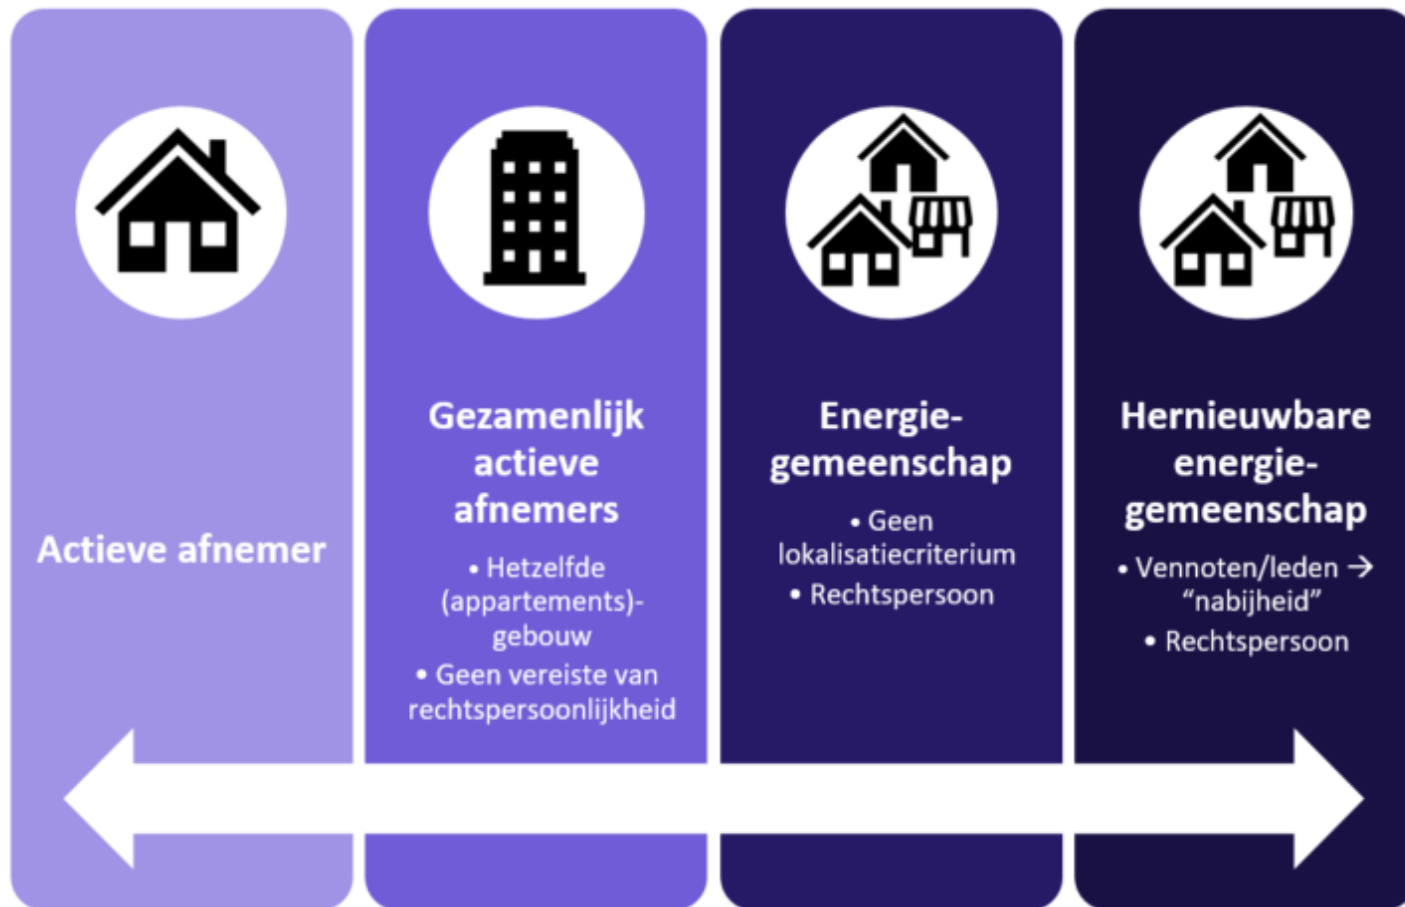 Actieve afnemer
Gezamenlijk
actieve
afnemers
• Hetzelfde
(appartements)-
gebouw
• Geen vereiste van
rechtspersoonlijkheid
Energie-
gemeenschap
• Geen
lokalisatiecriterium
• Rechtspersoon
Hernieuwbare
energie-
gemeenschap
• Vennoten/leden →
“nabijheid”
• Rechtspersoon